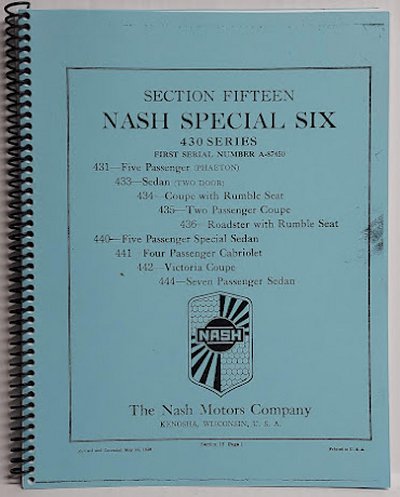 SECTION FIFTEEN
NASH SPECIAL SIX
430 SERIES
FIRST SERIAL NUMBER A-87450
431—Five Passenger (PHAETON)
433—Sedan (TWO DOOR)
434—Coupe with Rumble Seat
435—Two Passenger Coupe
436—Roadster with Rumble Seat
440—Five Passenger Special Sedan
441 Four Passenger Cabriolet
442—Victoria Coupe
444—Seven Passenger Sedan
NASH
The Nash Motors Company
KENOSHA, WISCONSIN, U. S. A.
Section 15 Page 1
Printed in U. S. A.